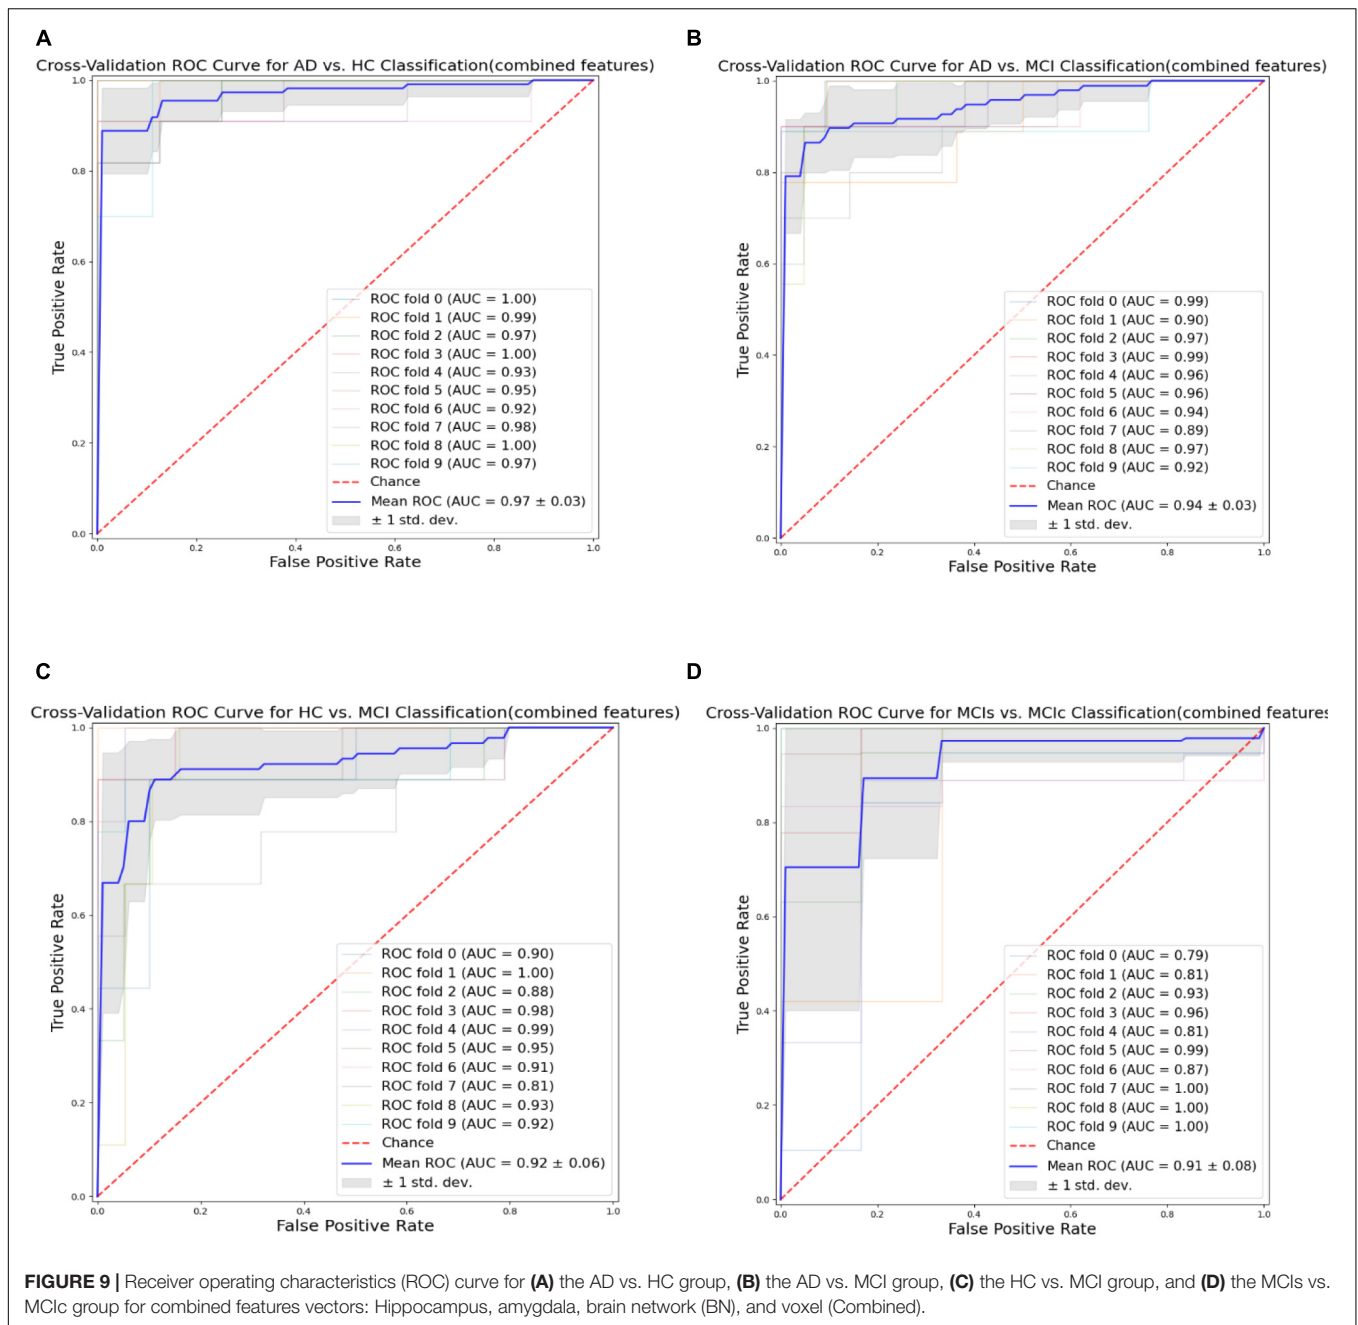 A
Cross-Validation ROC Curve for AD vs. HC Classification(combined features)
1.0
0.8
0.6
0.4
0.2
0.0
True Positive Rate
ROC fold 0 (AUC = 1.00)
ROC fold 1 (AUC = 0.99)
ROC fold 2 (AUC = 0.97)
ROC fold 3 (AUC = 1.00)
ROC fold 4 (AUC = 0.93)
ROC fold 5 (AUC = 0.95)
ROC fold 6 (AUC = 0.92)
ROC fold 7 (AUC = 0.98)
ROC fold 8 (AUC = 1.00)
ROC fold 9 (AUC = 0.97)
Chance
Mean ROC (AUC = 0.97 ± 0.03)
± 1 std. dev.
0.0 0.2 0.4 0.6 0.8 1.0
False Positive Rate
B
Cross-Validation ROC Curve for AD vs. MCI Classification(combined features)
1.0
0.8
0.6
0.4
0.2
0.0
True Positive Rate
ROC fold 0 (AUC = 0.99)
ROC fold 1 (AUC = 0.90)
ROC fold 2 (AUC = 0.97)
ROC fold 3 (AUC = 0.99)
ROC fold 4 (AUC = 0.96)
ROC fold 5 (AUC = 0.96)
ROC fold 6 (AUC = 0.94)
ROC fold 7 (AUC = 0.89)
ROC fold 8 (AUC = 0.97)
ROC fold 9 (AUC = 0.92)
Chance
Mean ROC (AUC = 0.94 ± 0.03)
± 1 std. dev.
0.0 0.2 0.4 0.6 0.8 1.0
False Positive Rate
C
Cross-Validation ROC Curve for HC vs. MCI Classification(combined features)
1.0
0.8
0.6
0.4
0.2
0.0
True Positive Rate
ROC fold 0 (AUC = 0.90)
ROC fold 1 (AUC = 1.00)
ROC fold 2 (AUC = 0.88)
ROC fold 3 (AUC = 0.98)
ROC fold 4 (AUC = 0.99)
ROC fold 5 (AUC = 0.95)
ROC fold 6 (AUC = 0.91)
ROC fold 7 (AUC = 0.81)
ROC fold 8 (AUC = 0.93)
ROC fold 9 (AUC = 0.92)
Chance
Mean ROC (AUC = 0.92 ± 0.06)
± 1 std. dev.
0.0 0.2 0.4 0.6 0.8 1.0
False Positive Rate
D
Cross-Validation ROC Curve for MCIs vs. MCIc Classification(combined features
1.0
0.8
0.6
0.4
0.2
0.0
True Positive Rate
ROC fold 0 (AUC = 0.79)
ROC fold 1 (AUC = 0.81)
ROC fold 2 (AUC = 0.93)
ROC fold 3 (AUC = 0.96)
ROC fold 4 (AUC = 0.81)
ROC fold 5 (AUC = 0.99)
ROC fold 6 (AUC = 0.87)
ROC fold 7 (AUC = 1.00)
ROC fold 8 (AUC = 1.00)
ROC fold 9 (AUC = 1.00)
Chance
Mean ROC (AUC = 0.91 ± 0.08)
± 1 std. dev.
0.0 0.2 0.4 0.6 0.8 1.0
False Positive Rate
FIGURE 9 | Receiver operating characteristics (ROC) curve for (A) the AD vs. HC group, (B) the AD vs. MCI group, (C) the HC vs. MCI group, and (D) the MCIs vs.
MCIc group for combined features vectors: Hippocampus, amygdala, brain network (BN), and voxel (Combined).